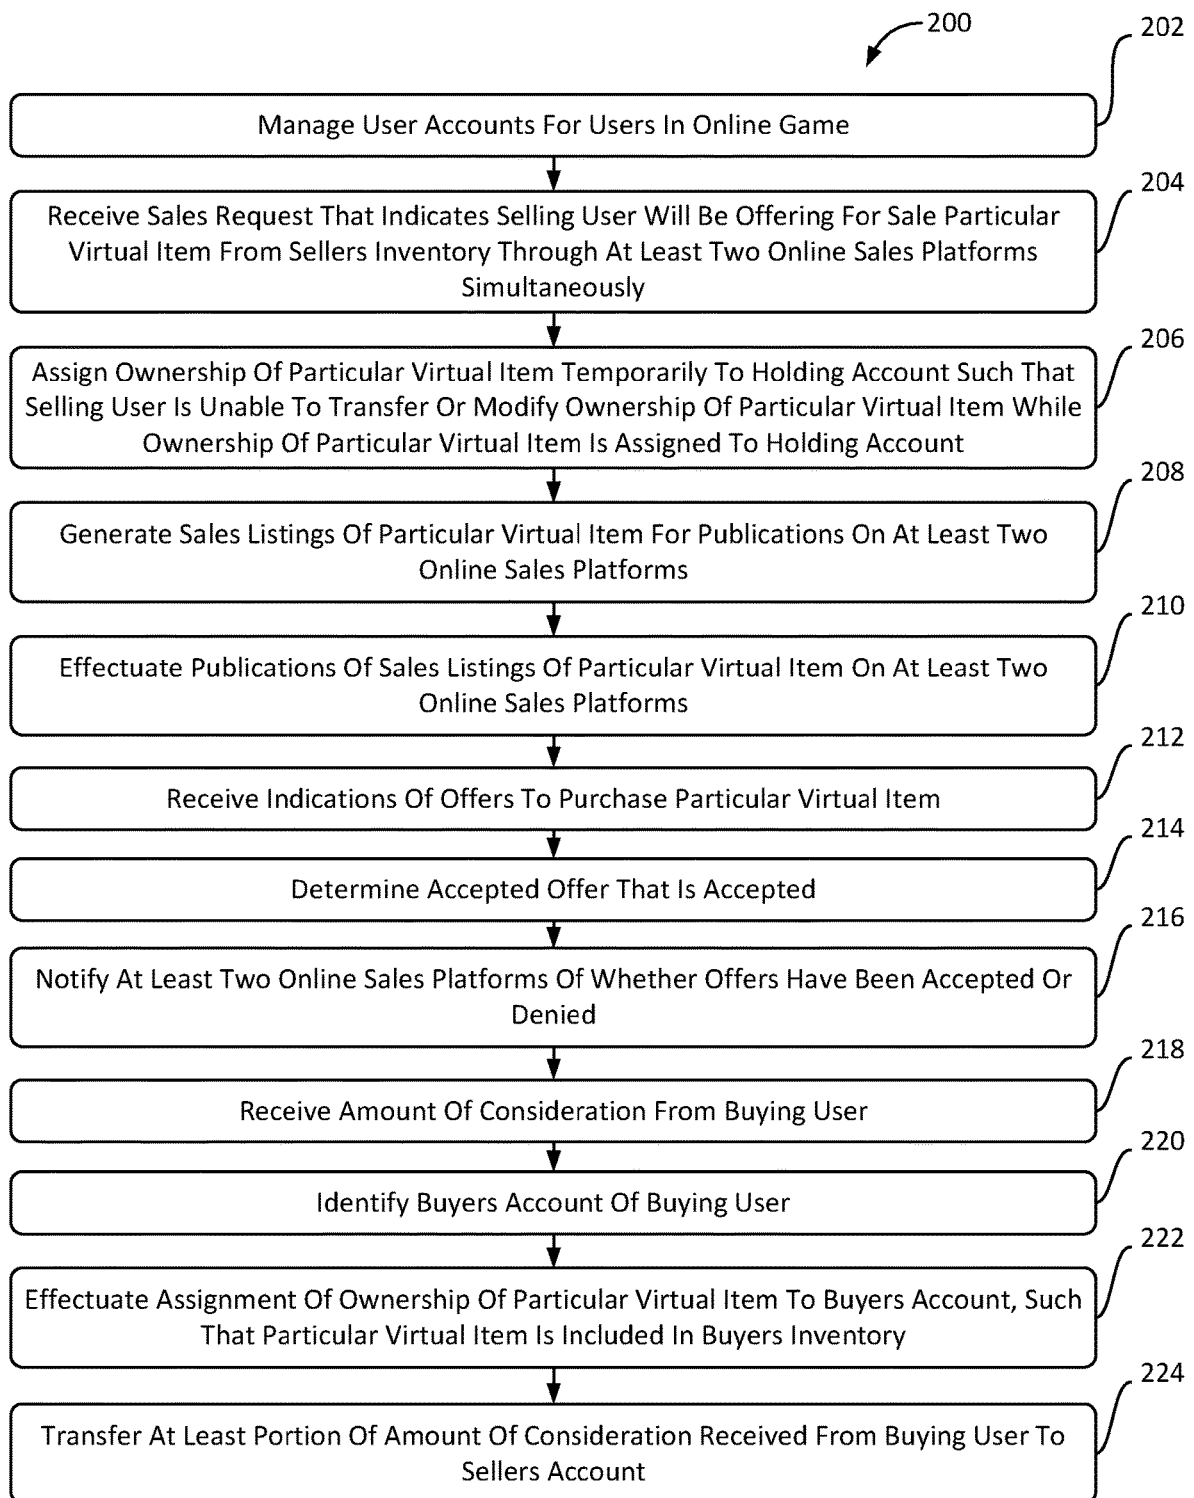 200
202
Manage User Accounts For Users In Online Game
204
Receive Sales Request That Indicates Selling User Will Be Offering For Sale Particular
Virtual Item From Sellers Inventory Through At Least Two Online Sales Platforms
Simultaneously
206
Assign Ownership Of Particular Virtual Item Temporarily To Holding Account Such That
Selling User Is Unable To Transfer Or Modify Ownership Of Particular Virtual Item While
Ownership Of Particular Virtual Item Is Assigned To Holding Account
208
Generate Sales Listings Of Particular Virtual Item For Publications On At Least Two
Online Sales Platforms
210
Effectuate Publications Of Sales Listings Of Particular Virtual Item On At Least Two
Online Sales Platforms
212
Receive Indications Of Offers To Purchase Particular Virtual Item
214
Determine Accepted Offer That Is Accepted
216
Notify At Least Two Online Sales Platforms Of Whether Offers Have Been Accepted Or
Denied
218
Receive Amount Of Consideration From Buying User
220
Identify Buyers Account Of Buying User
222
Effectuate Assignment Of Ownership Of Particular Virtual Item To Buyers Account, Such
That Particular Virtual Item Is Included In Buyers Inventory
224
Transfer At Least Portion Of Amount Of Consideration Received From Buying User To
Sellers Account